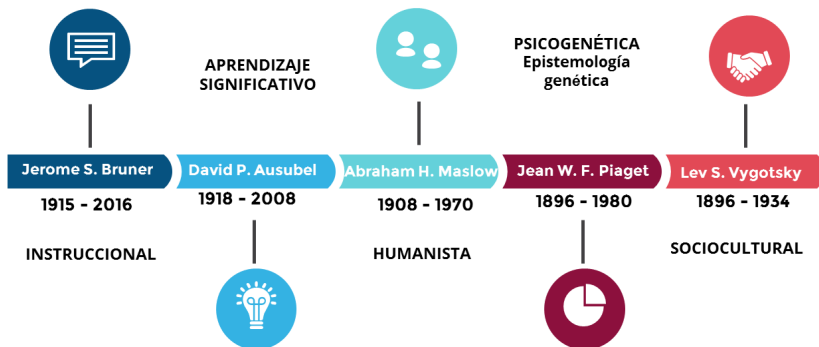 APRENDIZAJE
SIGNIFICATIVO
PSICOGENÉTICA
Epistemología
genética
Jerome S. Bruner
David P. Ausubel
Abraham H. Maslow
Jean W. F. Piaget
Lev S. Vygotsky
1915 - 2016
1918 - 2008
1908 - 1970
1896 - 1980
1896 - 1934
INSTRUCCIONAL
HUMANISTA
SOCIOCULTURAL